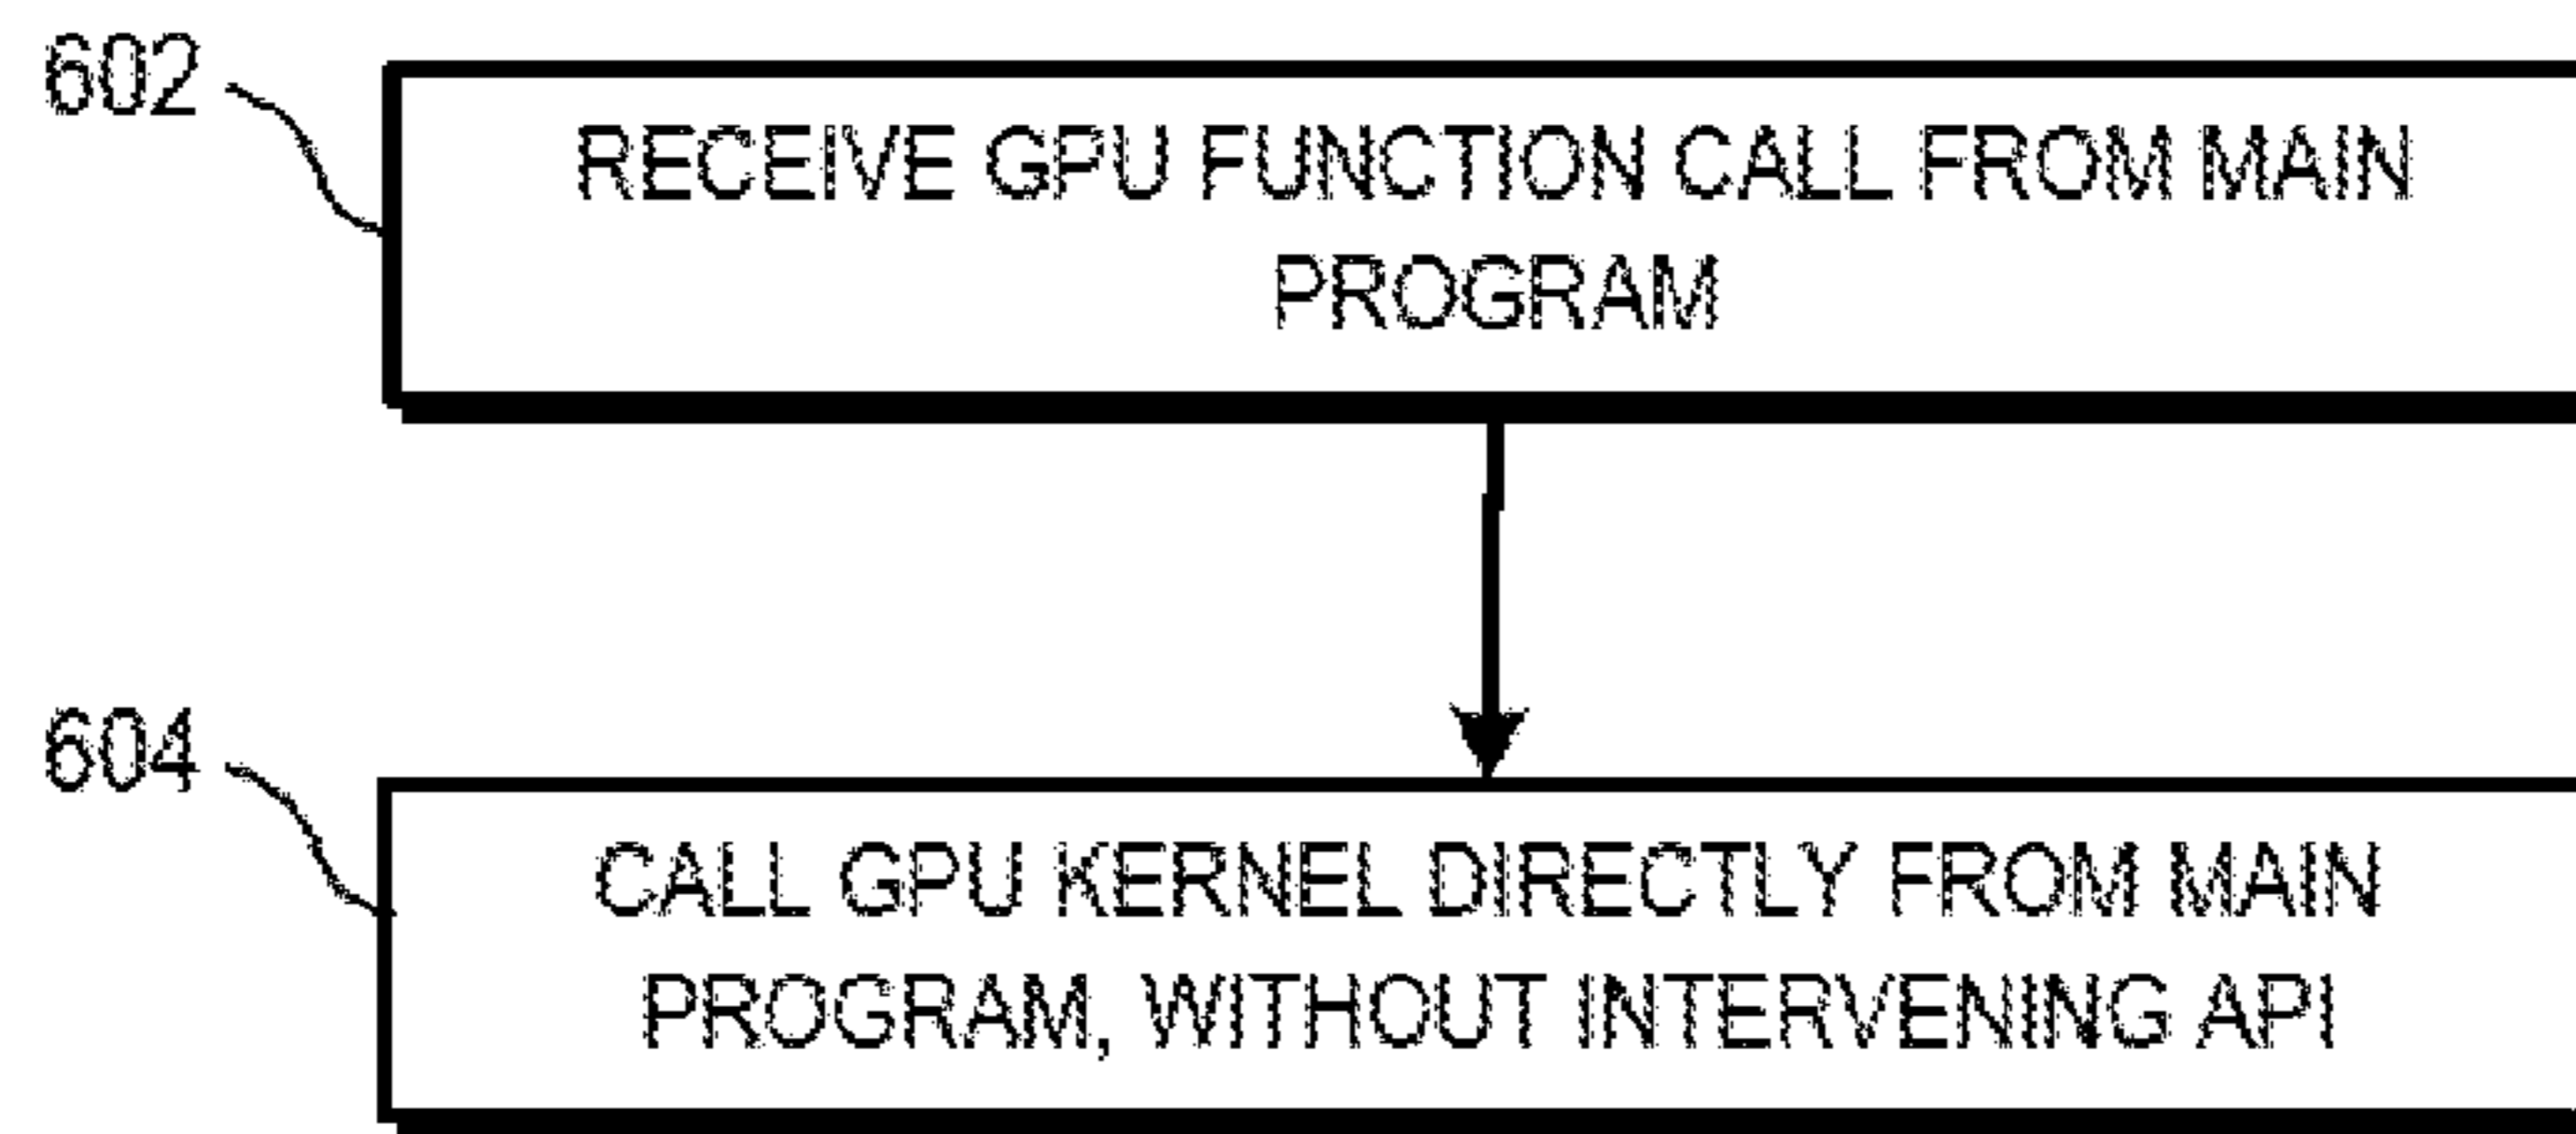 602
RECEIVE GPU FUNCTION CALL FROM MAIN
PROGRAM
604
CALL GPU KERNEL DIRECTLY FROM MAIN
PROGRAM, WITHOUT INTERVENING API